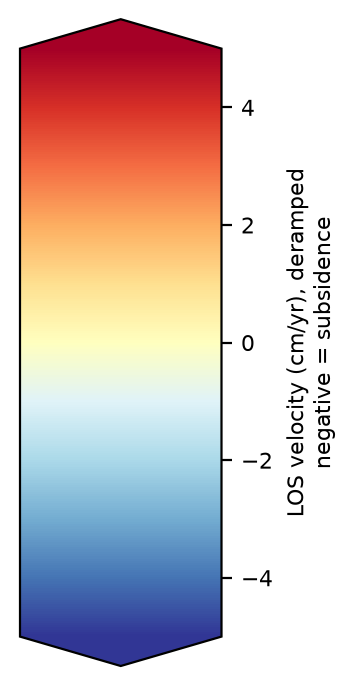 4
2
0
−2
−4
LOS velocity (cm/yr), deramped
negative = subsidence